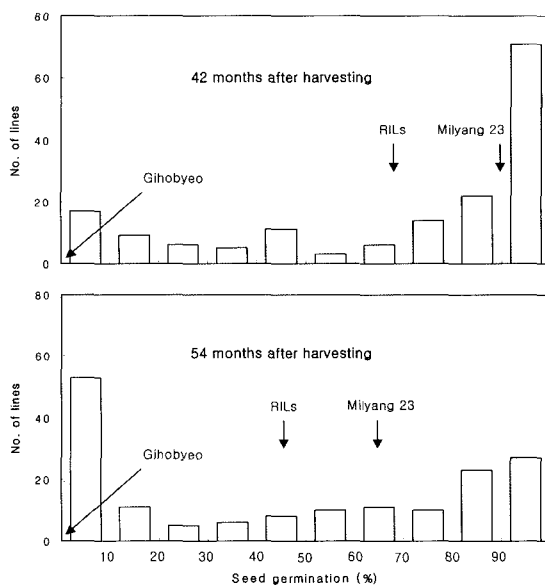 80
60
40
20
0
No. of lines
42 months after harvesting
RILs
Milyang 23
Gihobyeo
80
60
40
20
0
No. of lines
54 months after harvesting
RILs
Milyang 23
Gihobyeo
10 20 30 40 50 60 70 80 90
Seed germination (%)